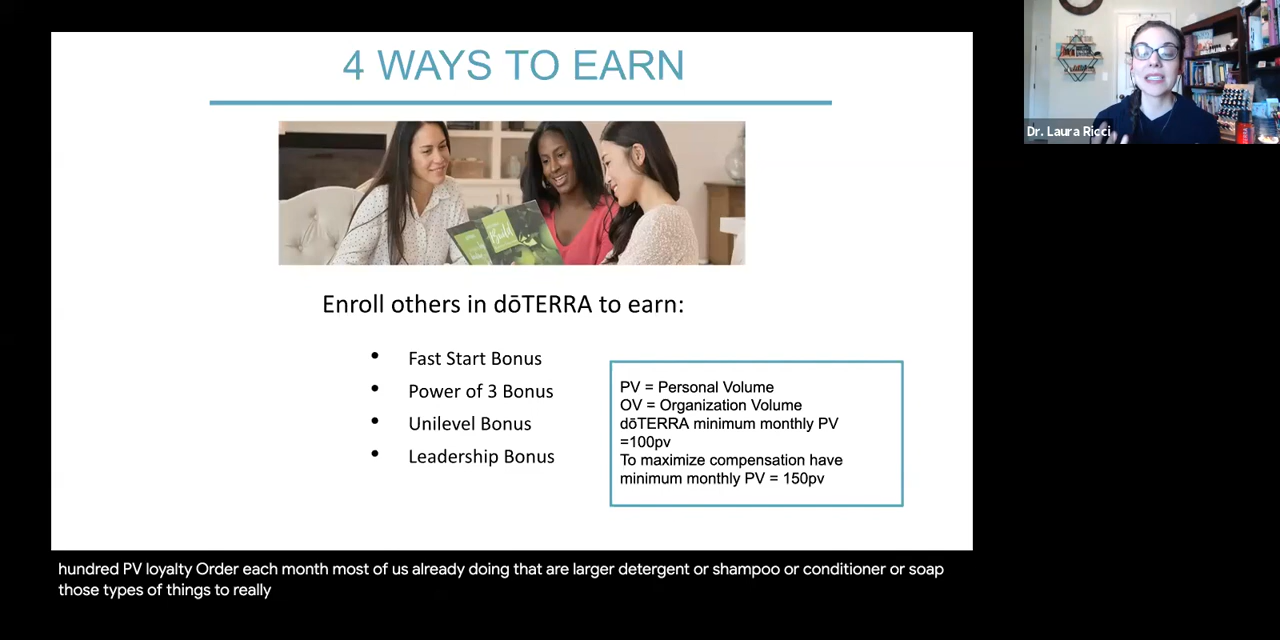 4 WAYS TO EARN
Dr. Laura Ricci
Build
Enroll others in dōTERRA to earn:
• Fast Start Bonus
• Power of 3 Bonus
• Unilevel Bonus
• Leadership Bonus
PV = Personal Volume
OV = Organization Volume
dōTERRA minimum monthly PV
=100pv
To maximize compensation have
minimum monthly PV = 150pv
hundred PV loyalty Order each month most of us already doing that are larger detergent or shampoo or conditioner or soap
those types of things to really